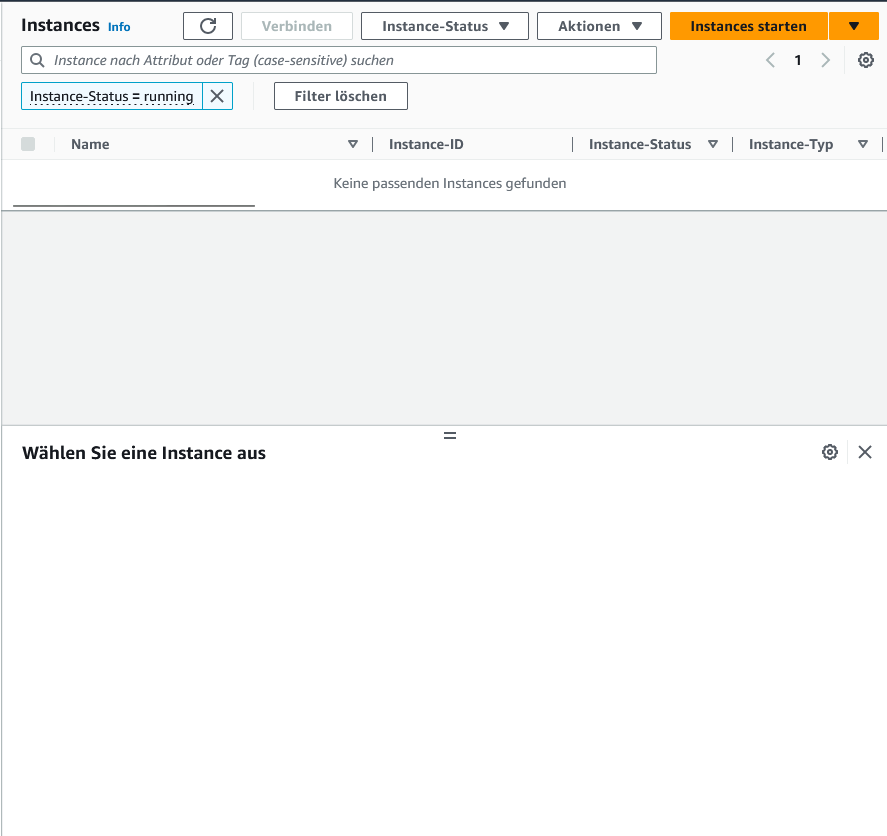 Instances Info Verbinden Instance-Status Aktionen Instances starten
Instance nach Attribut oder Tag (case-sensitive) suchen 1
Instance-Status = running Filter löschen
Name Instance-ID Instance-Status Instance-Typ
Keine passenden Instances gefunden
Wählen Sie eine Instance aus